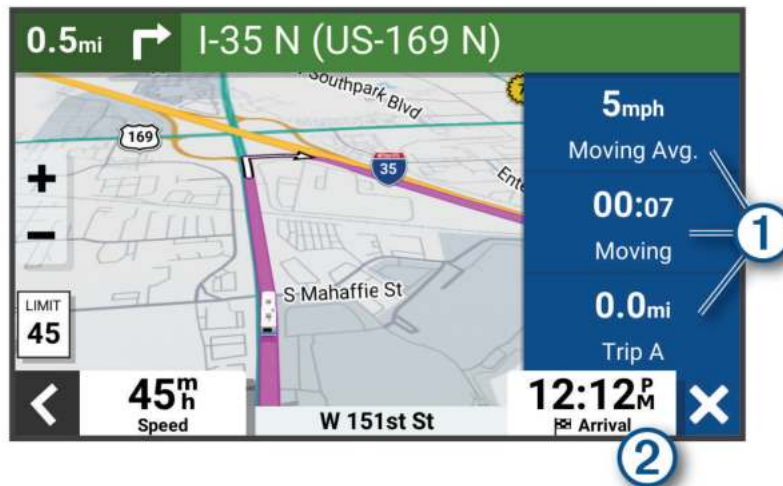 0.5mi
I-35 N (US-169 N)
Southpark Blvd
169
35
+
−
S Mahaffie St
LIMIT
45
5mph
Moving Avg.
00:07
Moving
0.0mi
Trip A
1
45mh
Speed
W 151st St
12:12PM
Arrival
2